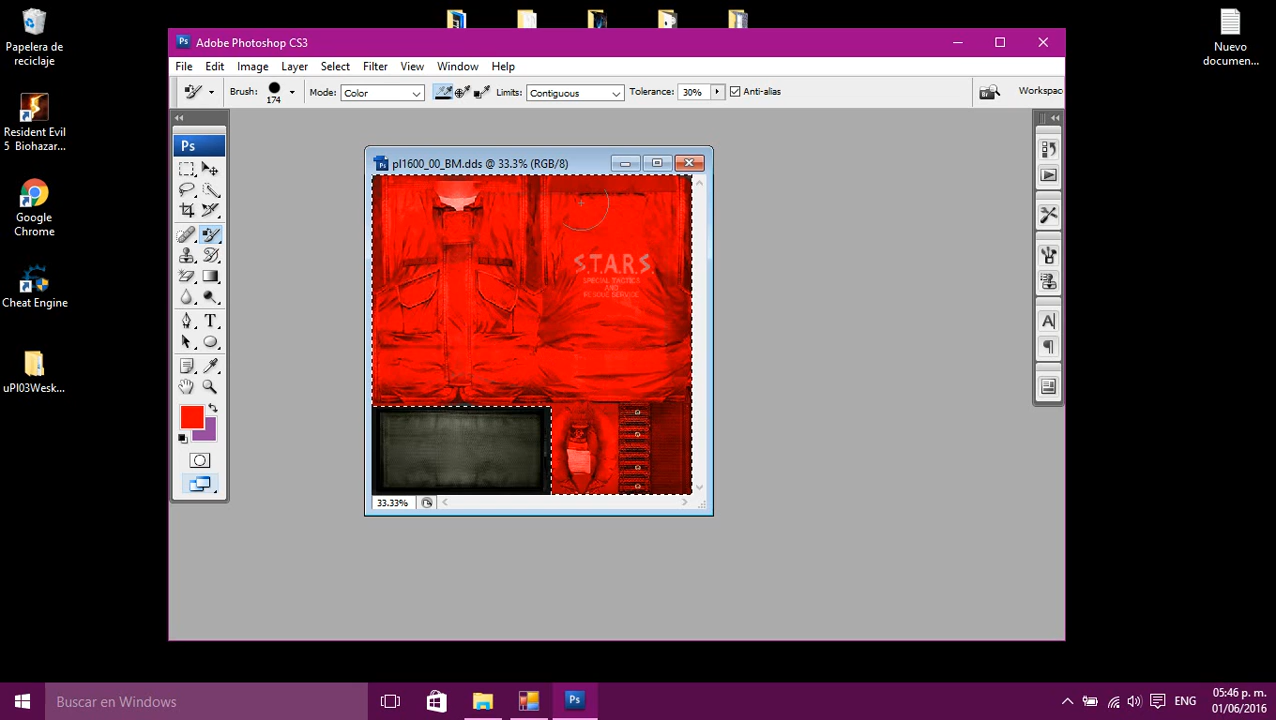 Papelera de
reciclaje
Resident Evil
5 Biohazar...
Google
Chrome
Cheat Engine
uPl03Wesk...
Nuevo
documen...
Ps
Adobe Photoshop CS3
File Edit Image Layer Select Filter View Window Help
Brush: 174 Mode: Color Limits: Contiguous Tolerance: 30% Anti-alias Workspac
Ps
Ps pl1600_00_BM.dds @ 33.3% (RGB/8)
S.T.A.R.S
SPECIAL TACTICS
AND
RESCUE SERVICE
33.33%
Buscar en Windows
Ps
ENG
05:46 p. m.
01/06/2016